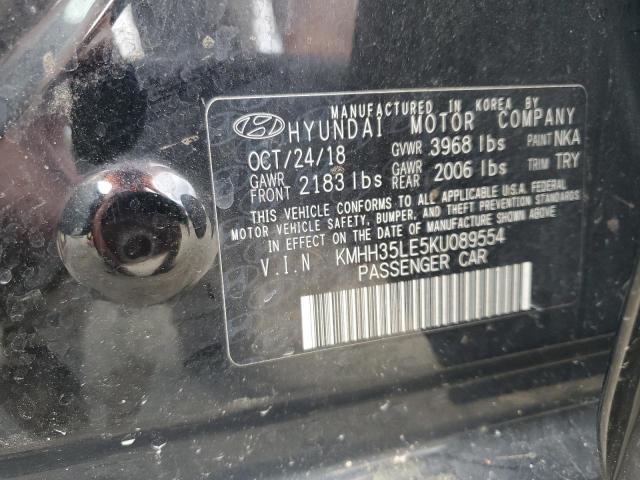 MANUFACTURED IN KOREA BY
HYUNDAI MOTOR COMPANY
OCT/24/18 GVWR 3968 lbs PAINT NKA
GAWR FRONT 2183 lbs GAWR REAR 2006 lbs TRIM TRY
THIS VEHICLE CONFORMS TO ALL APPLICABLE U.S.A. FEDERAL
MOTOR VEHICLE SAFETY, BUMPER, AND THEFT PREVENTION STANDARDS
IN EFFECT ON THE DATE OF MANUFACTURE SHOWN ABOVE.
V.I.N KMHH35LE5KU089554
PASSENGER CAR